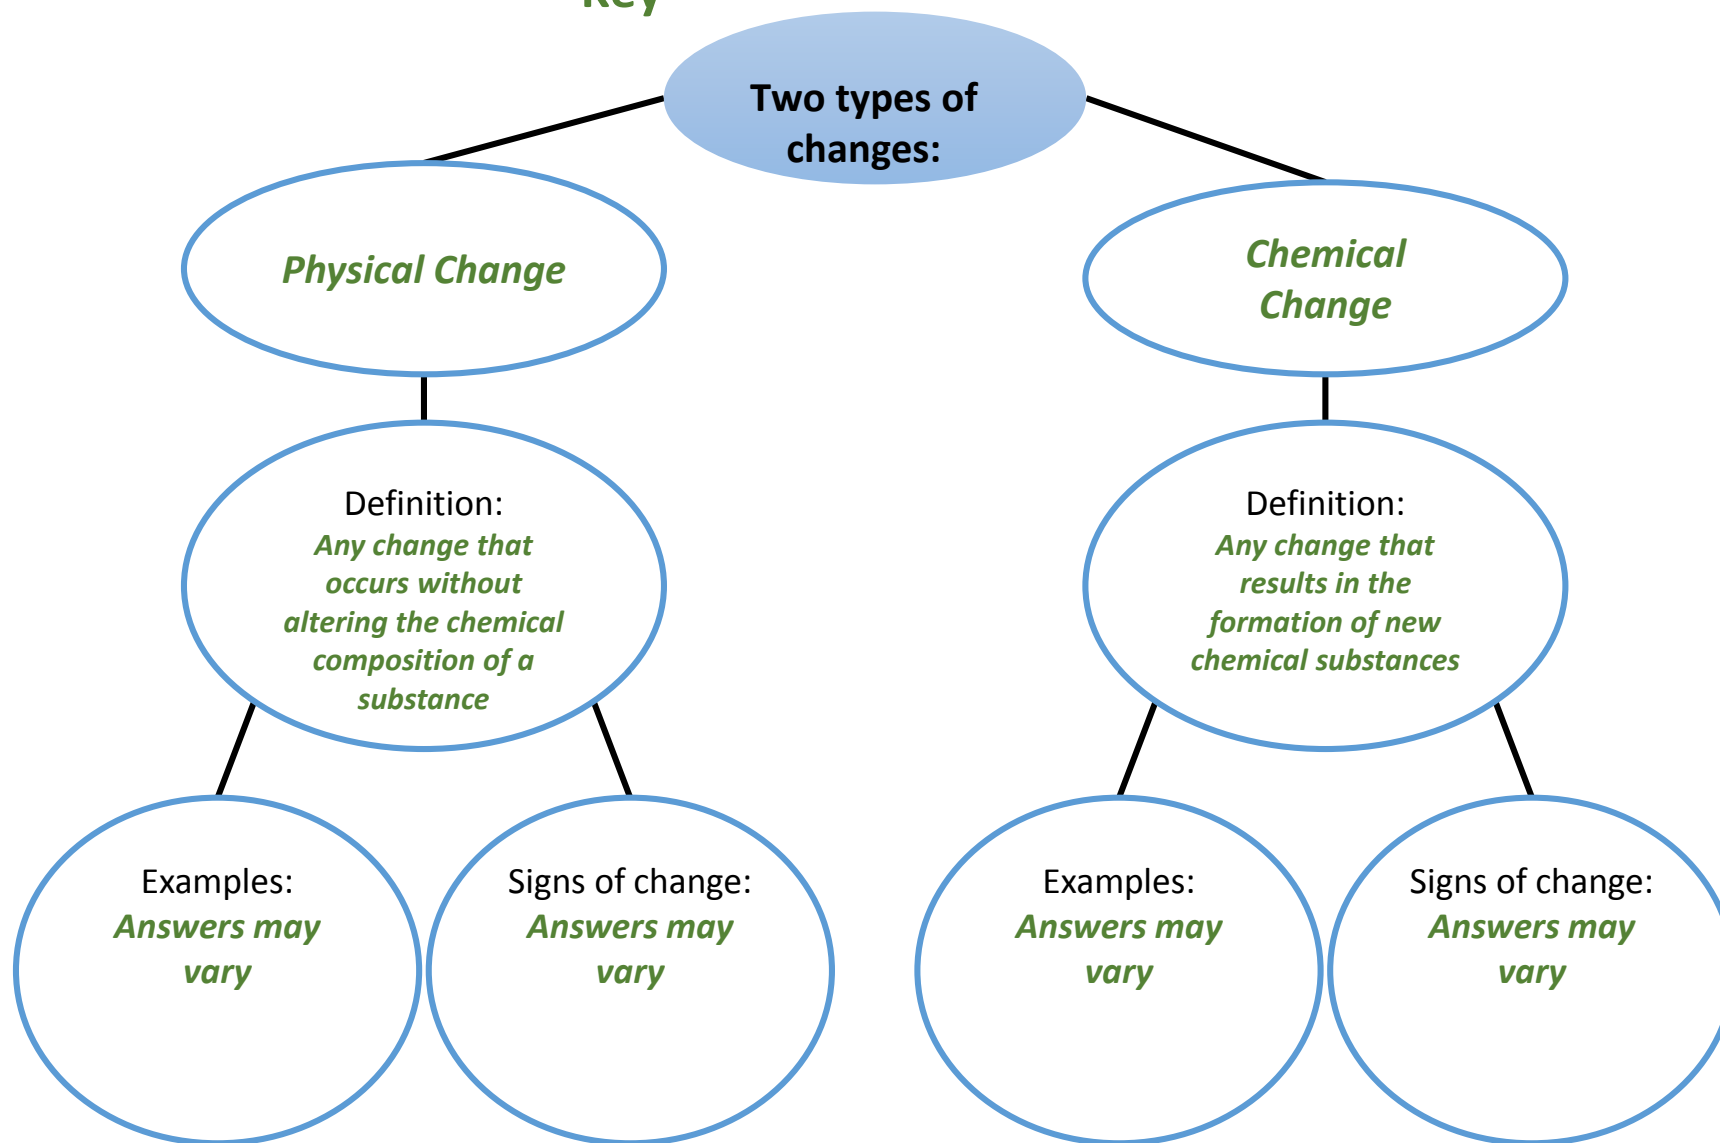 Key
Two types of
changes:
Physical Change
Chemical
Change
Definition:
Any change that
occurs without
altering the chemical
composition of a
substance
Definition:
Any change that
results in the
formation of new
chemical substances
Examples:
Answers may
vary
Signs of change:
Answers may
vary
Examples:
Answers may
vary
Signs of change:
Answers may
vary